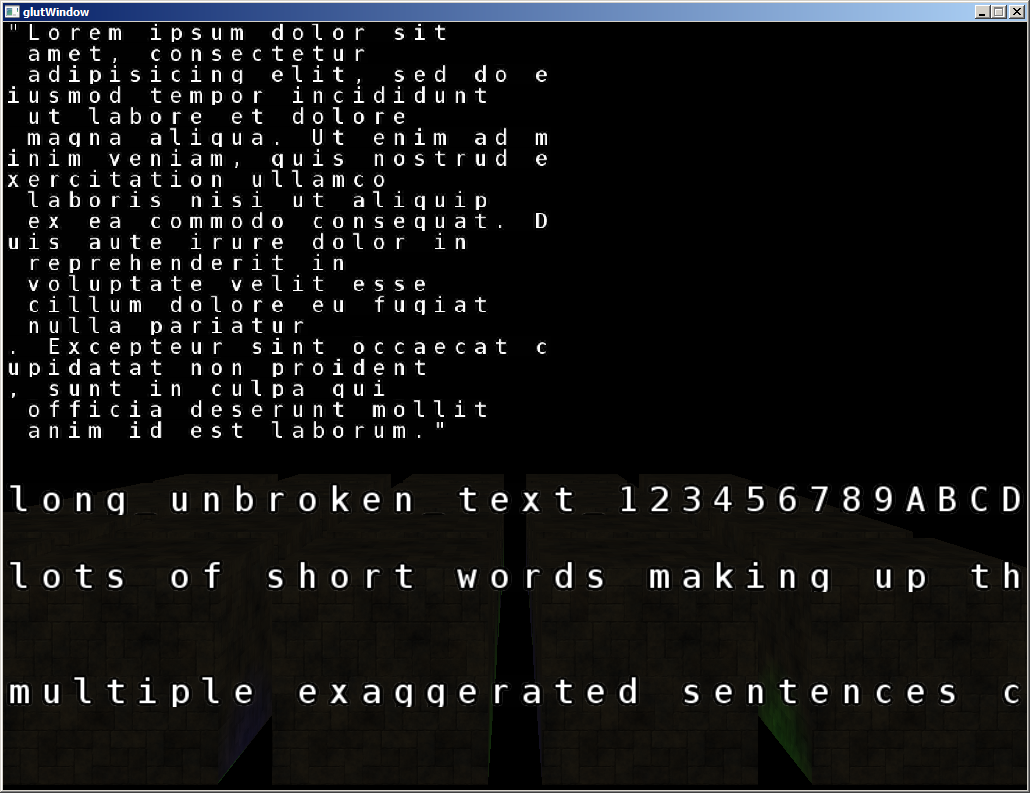 glutWindow
"Lorem ipsum dolor sit
amet, consectetur
adipisicing elit, sed do e
iusmod tempor incididunt
ut labore et dolore
magna aliqua. Ut enim ad m
inim veniam, quis nostrud e
xercitation ullamco
laboris nisi ut aliquip
ex ea commodo consequat. D
uis aute irure dolor in
reprehenderit in
voluptate velit esse
cillum dolore eu fugiat
nulla pariatur
. Excepteur sint occaecat c
upidatat non proident
, sunt in culpa qui
officia deserunt mollit
anim id est laborum."
long_unbroken_text_123456789ABCD
lots of short words making up th
multiple exaggerated sentences c